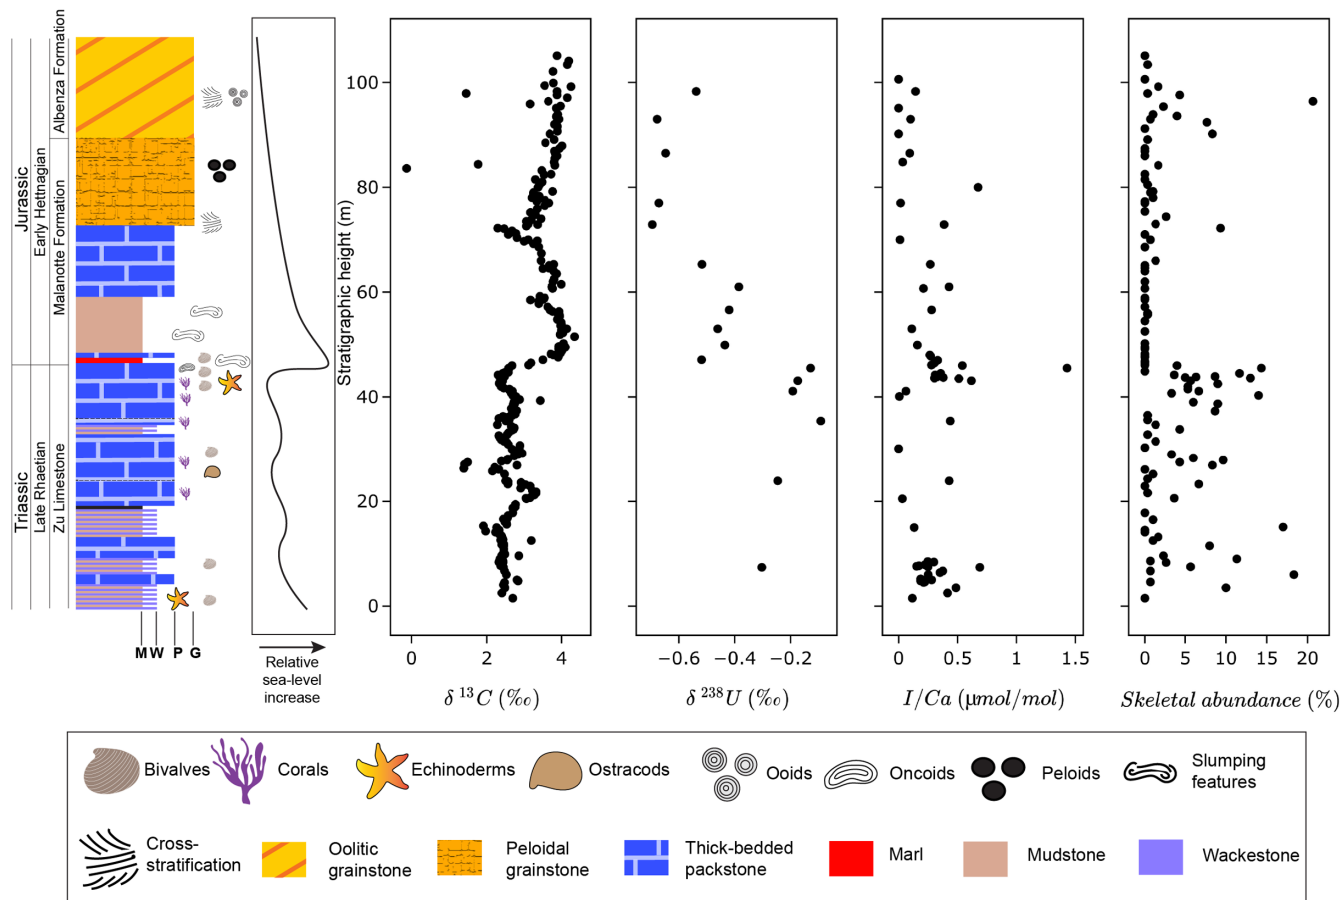 Jurassic
Early Hettnagian
Albenza Formation
Malanotte Formation
Triassic
Late Rhaetian
Zu Limestone
M W P G
Relative
sea-level
increase
Stratigraphic height (m)
100
80
60
40
20
0
0 2 4
δ 13C (‰)
−0.6 −0.4 −0.2
δ 238U (‰)
0 0.5 1 1.5
I/Ca (μmol/mol)
0 5 10 15 20
Skeletal abundance (%)
Bivalves
Corals
Echinoderms
Ostracods
Ooids
Oncoids
Peloids
Slumping
features
Cross-
stratification
Oolitic
grainstone
Peloidal
grainstone
Thick-bedded
packstone
Marl
Mudstone
Wackestone